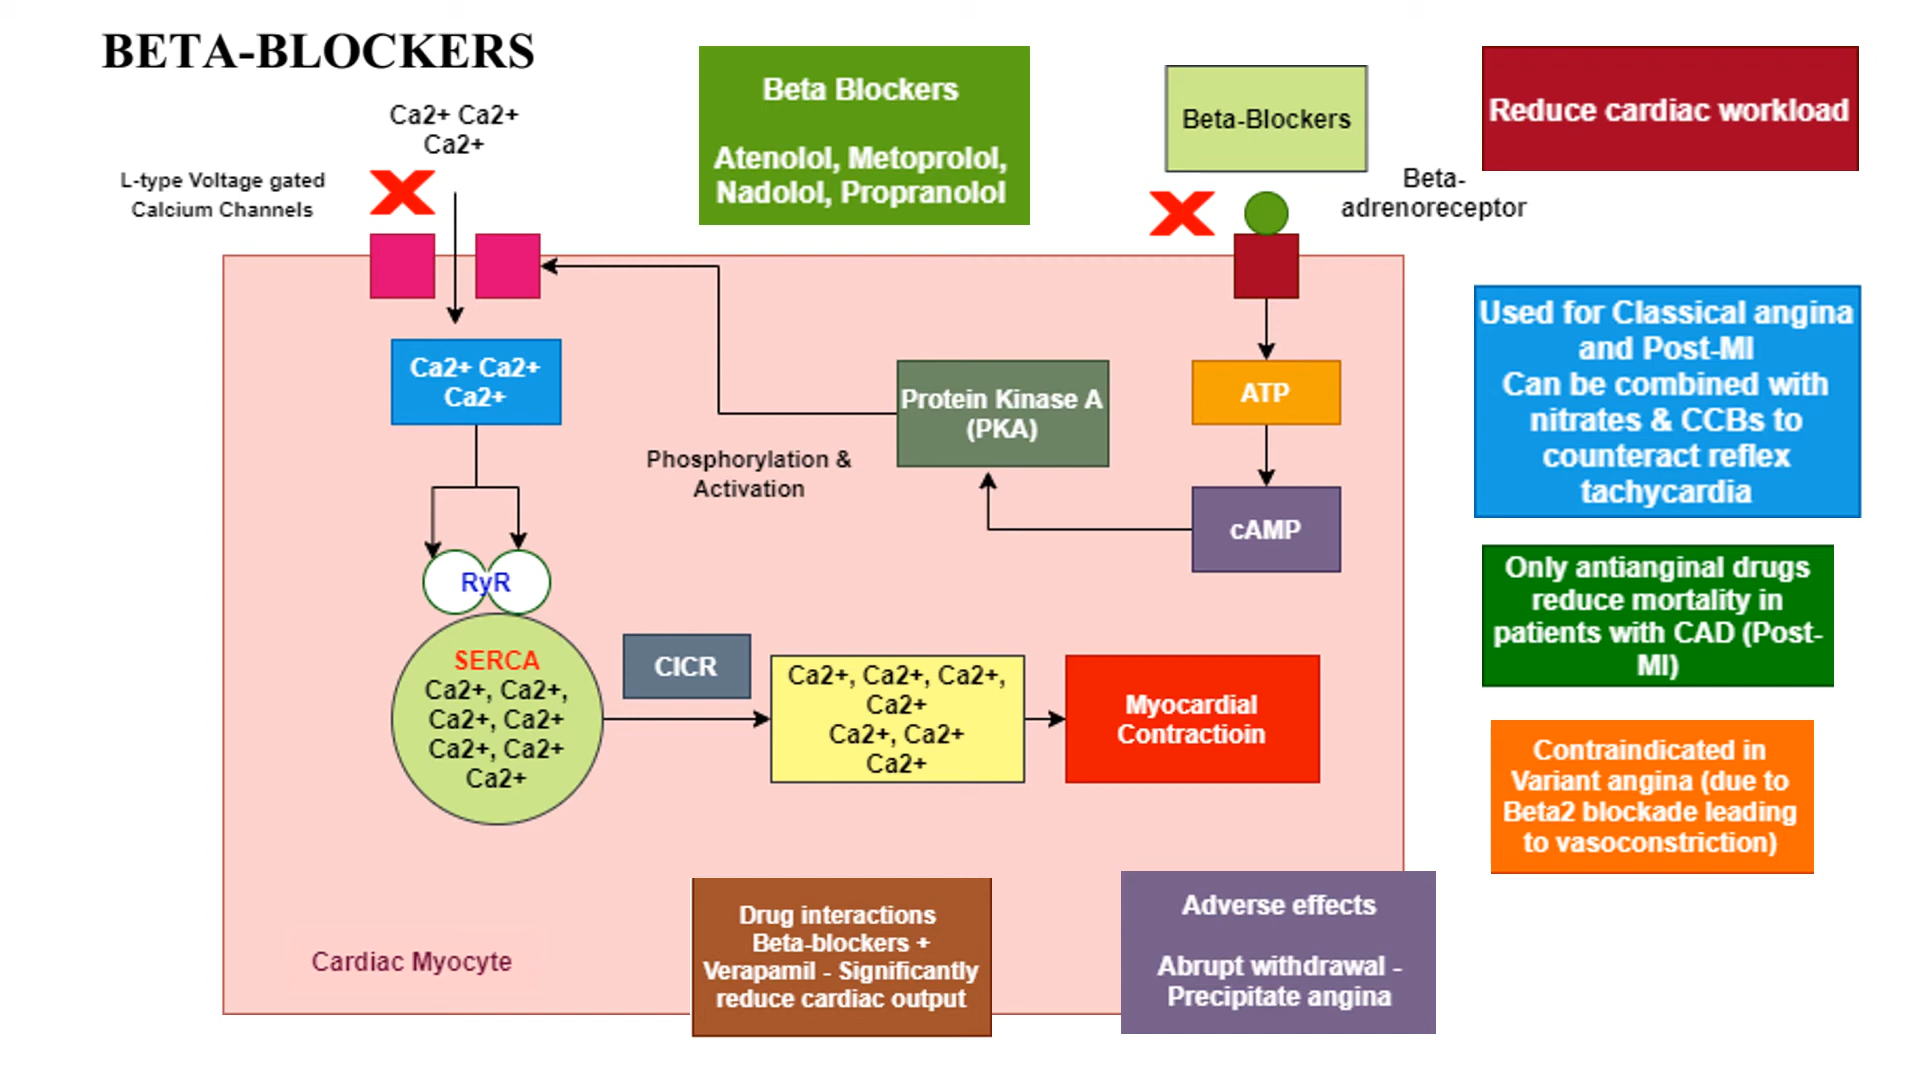 BETA-BLOCKERS
Ca2+ Ca2+
Ca2+
L-type Voltage gated
Calcium Channels
Beta Blockers
Atenolol, Metoprolol,
Nadolol, Propranolol
Beta-Blockers
Beta-
adrenoreceptor
Reduce cardiac workload
Ca2+ Ca2+
Ca2+
Protein Kinase A
(PKA)
ATP
Phosphorylation &
Activation
cAMP
Used for Classical angina
and Post-MI
Can be combined with
nitrates & CCBs to
counteract reflex
tachycardia
RyR
SERCA
Ca2+, Ca2+,
Ca2+, Ca2+
Ca2+, Ca2+
Ca2+
CICR
Ca2+, Ca2+, Ca2+,
Ca2+
Ca2+, Ca2+
Ca2+
Myocardial
Contractioin
Only antianginal drugs
reduce mortality in
patients with CAD (Post-
MI)
Contraindicated in
Variant angina (due to
Beta2 blockade leading
to vasoconstriction)
Cardiac Myocyte
Drug interactions
Beta-blockers +
Verapamil - Significantly
reduce cardiac output
Adverse effects
Abrupt withdrawal -
Precipitate angina